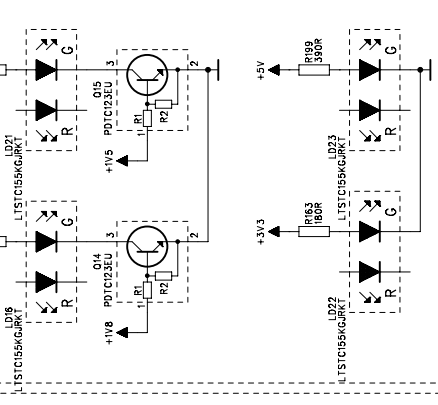 G
R
LD21
LTSTC155KGJRKT
3
2
Q15
PDTC123EU
R1
R2
1
+1V5
+5V
R199
390R
G
R
LD23
LTSTC155KGJRKT
G
R
LD16
LTSTC155KGJRKT
3
2
Q14
PDTC123EU
R1
R2
1
+1V8
+3V3
R163
180R
G
R
LD22
LTSTC155KGJRKT